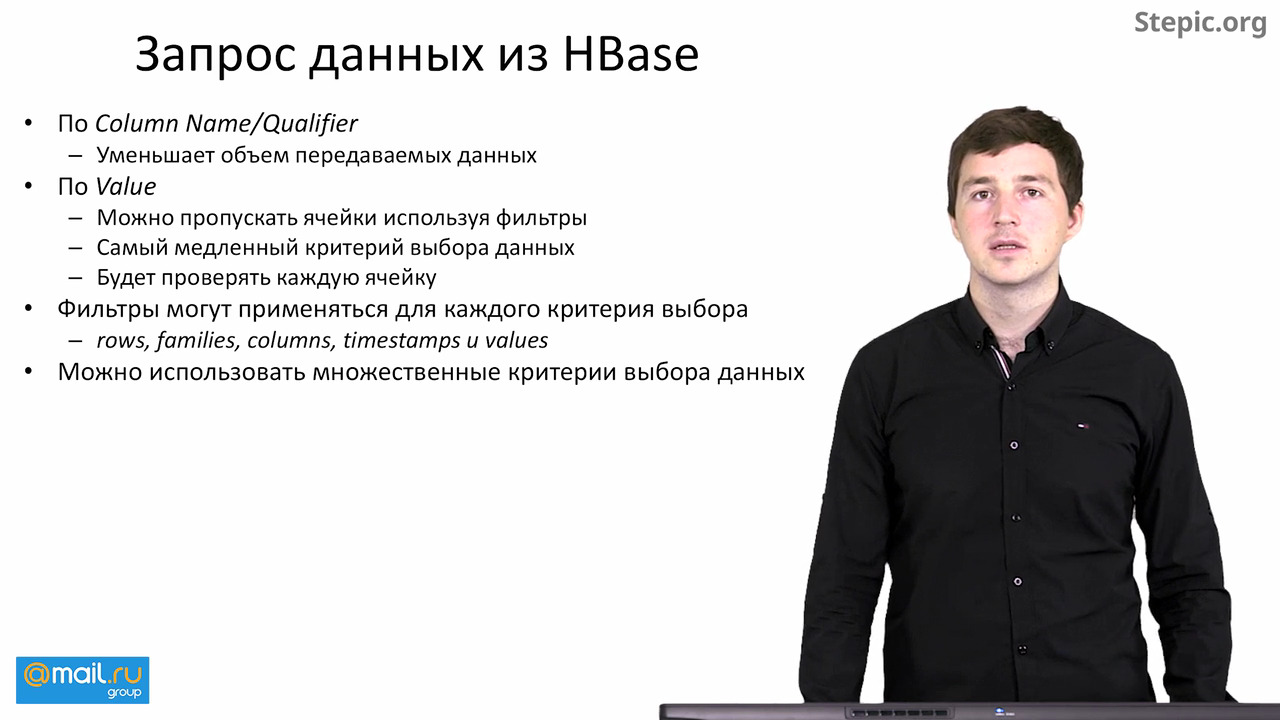 Stepic.org
Запрос данных из HBase
• По Column Name/Qualifier
– Уменьшает объем передаваемых данных
• По Value
– Можно пропускать ячейки используя фильтры
– Самый медленный критерий выбора данных
– Будет проверять каждую ячейку
• Фильтры могут применяться для каждого критерия выбора
– rows, families, columns, timestamps и values
• Можно использовать множественные критерии выбора данных
@mail.ru
group